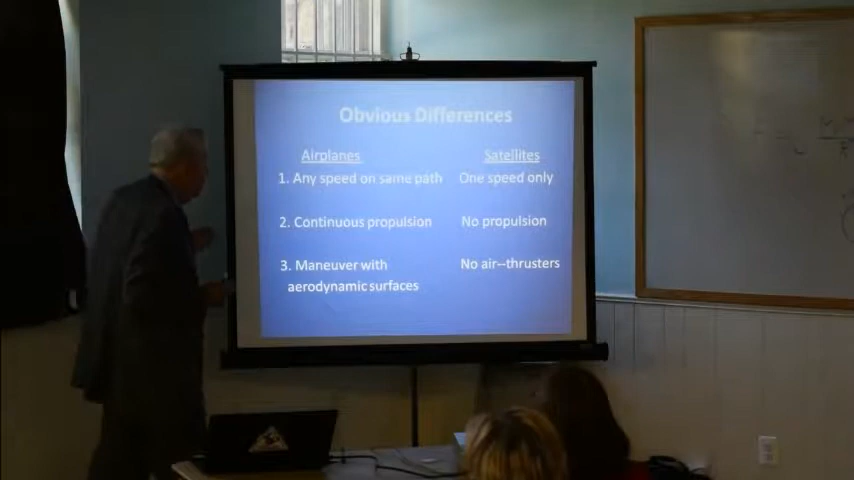 Obvious Differences
Airplanes Satellites
1. Any speed on same path One speed only
2. Continuous propulsion No propulsion
3. Maneuver with No air--thrusters
aerodynamic surfaces